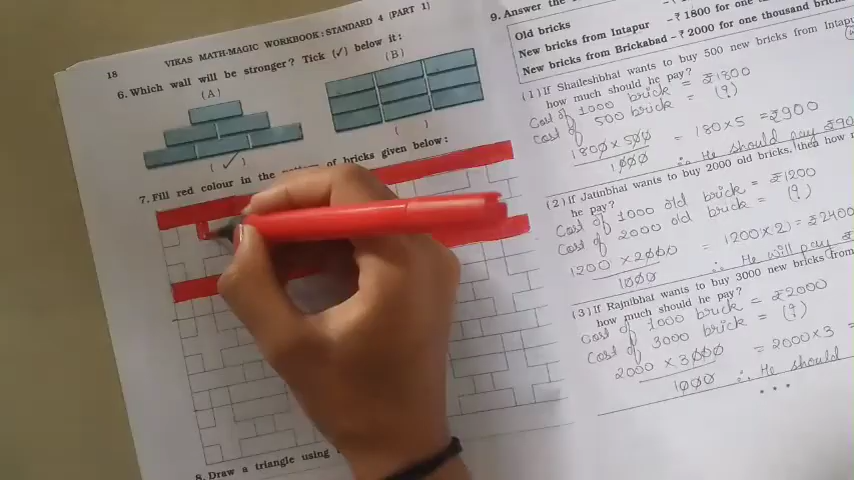 18 VIKAS MATH-MAGIC WORKBOOK : STANDARD 4 (PART 1)
6. Which wall will be stronger? Tick (✓) below it :
(A) (B)
( ✓ ) ( )
7. Fill red colour in the of bricks given below :
8. Draw a triangle using
9. Answer the
Old bricks
New bricks from Intapur - ₹ 1800 for one thousand
New bricks from Brickabad - ₹ 2000 for one thousand
(1) If Shaileshbhai wants to buy 500 new bricks from
how much should he pay?
Cost of 1000 brick = ₹1800
Cost of 500 brick = (?)
1800 × 500 = 180×5 = ₹900
1000 ∴ He should pay
(2) If Jatinbhai wants to buy 2000 old bricks, then how
he pay?
Cost of 1000 old brick = ₹1200
Cost of 2000 old brick = (?)
1200 × 2000 = 1200×2 = ₹2400
1000 ∴ He will pay
(3) If Rajnibhai wants to buy 3000 new bricks from
how much should he pay?
Cost of 1000 brick = ₹2000
Cost of 3000 brick = (?)
2000 × 3000 = 2000×3 =
1000 ∴ He should
• • •